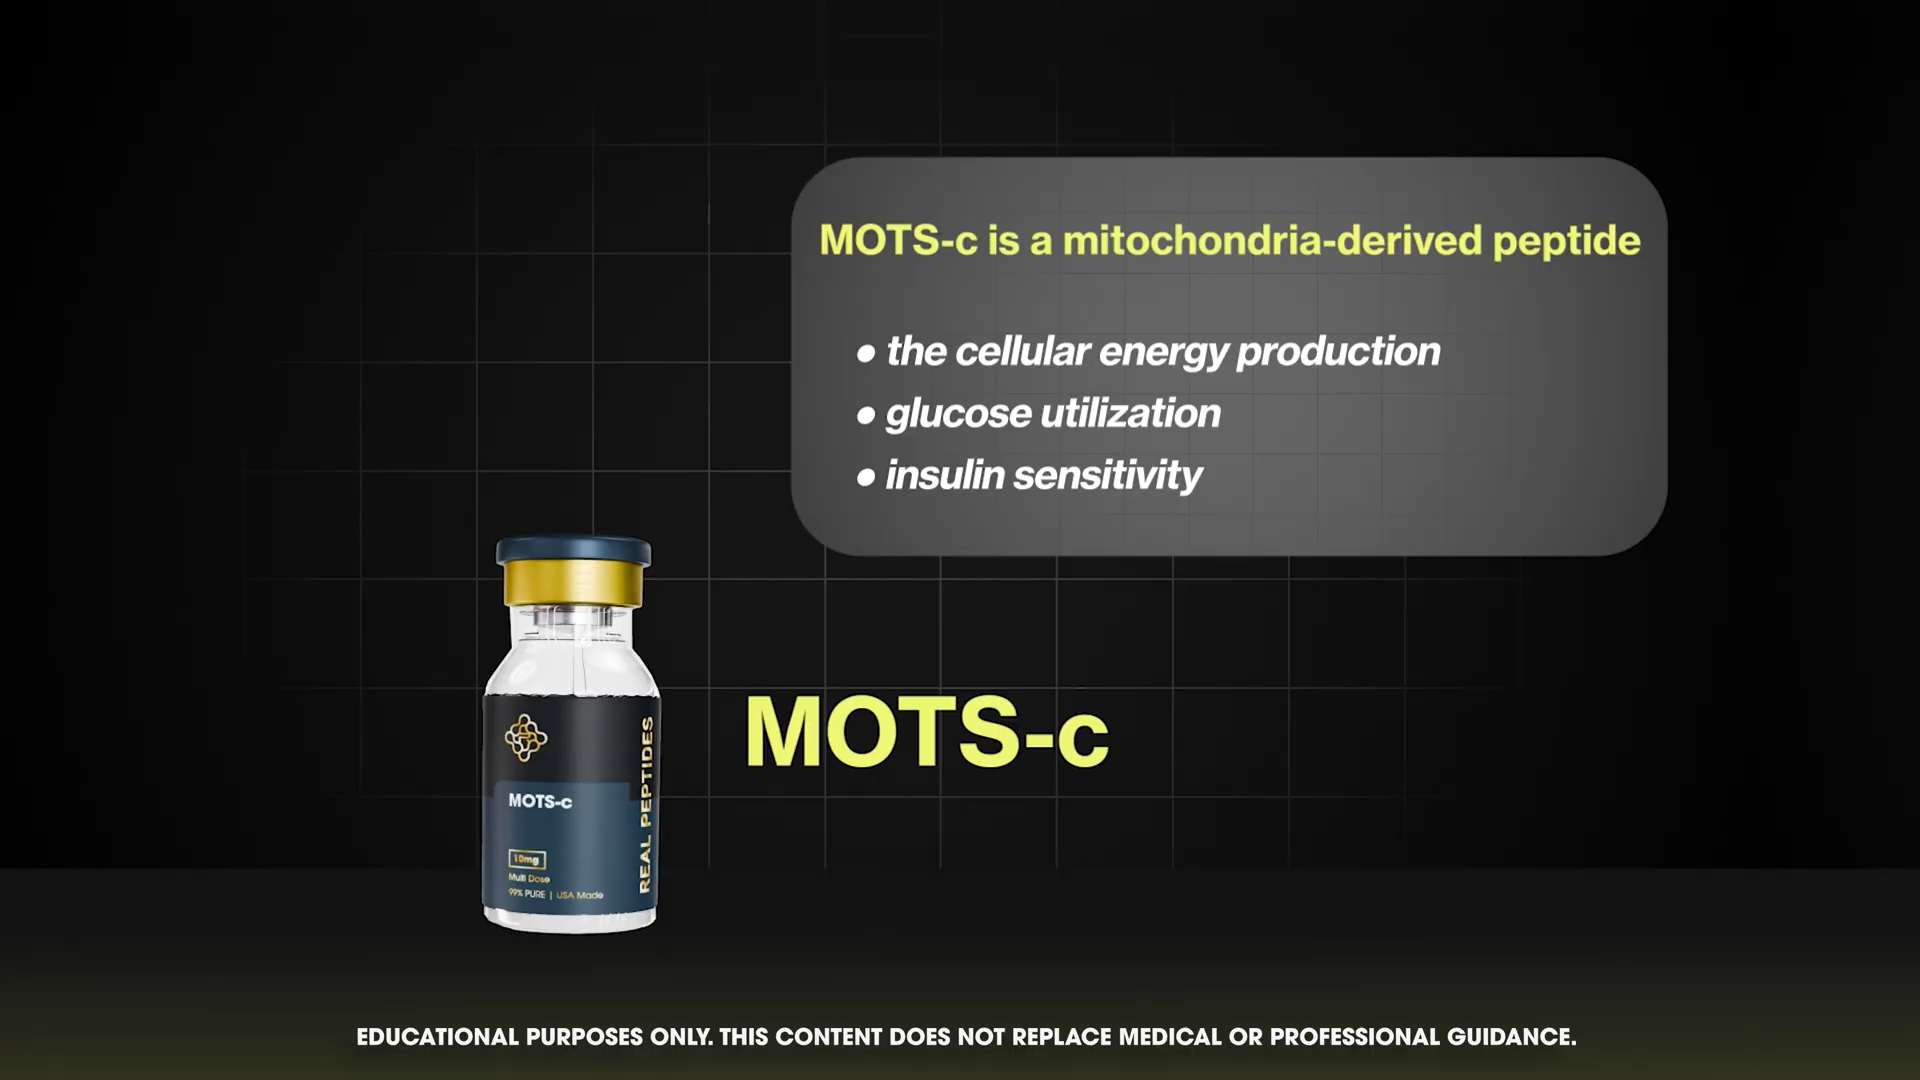 MOTS-c is a mitochondria-derived peptide
• the cellular energy production
• glucose utilization
• insulin sensitivity
MOTS-c
REAL PEPTIDES
MOTS-c
10mg
Multi Dose
99% PURE | USA Made
EDUCATIONAL PURPOSES ONLY. THIS CONTENT DOES NOT REPLACE MEDICAL OR PROFESSIONAL GUIDANCE.